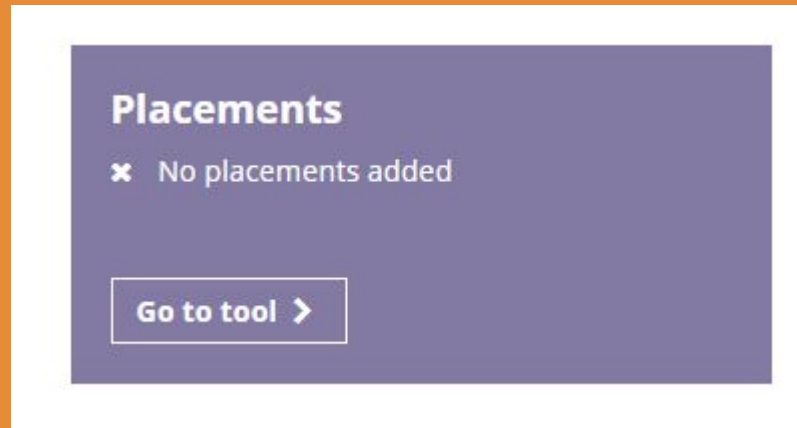 Placements
✖ No placements added
Go to tool ❯